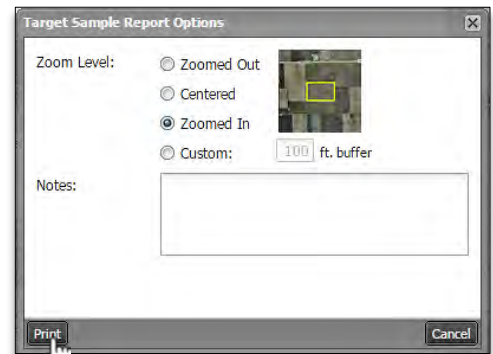 Target Sample Report Options
Zoom Level:
Zoomed Out
Centered
Zoomed In
Custom: 100 ft. buffer
Notes:
Print Cancel